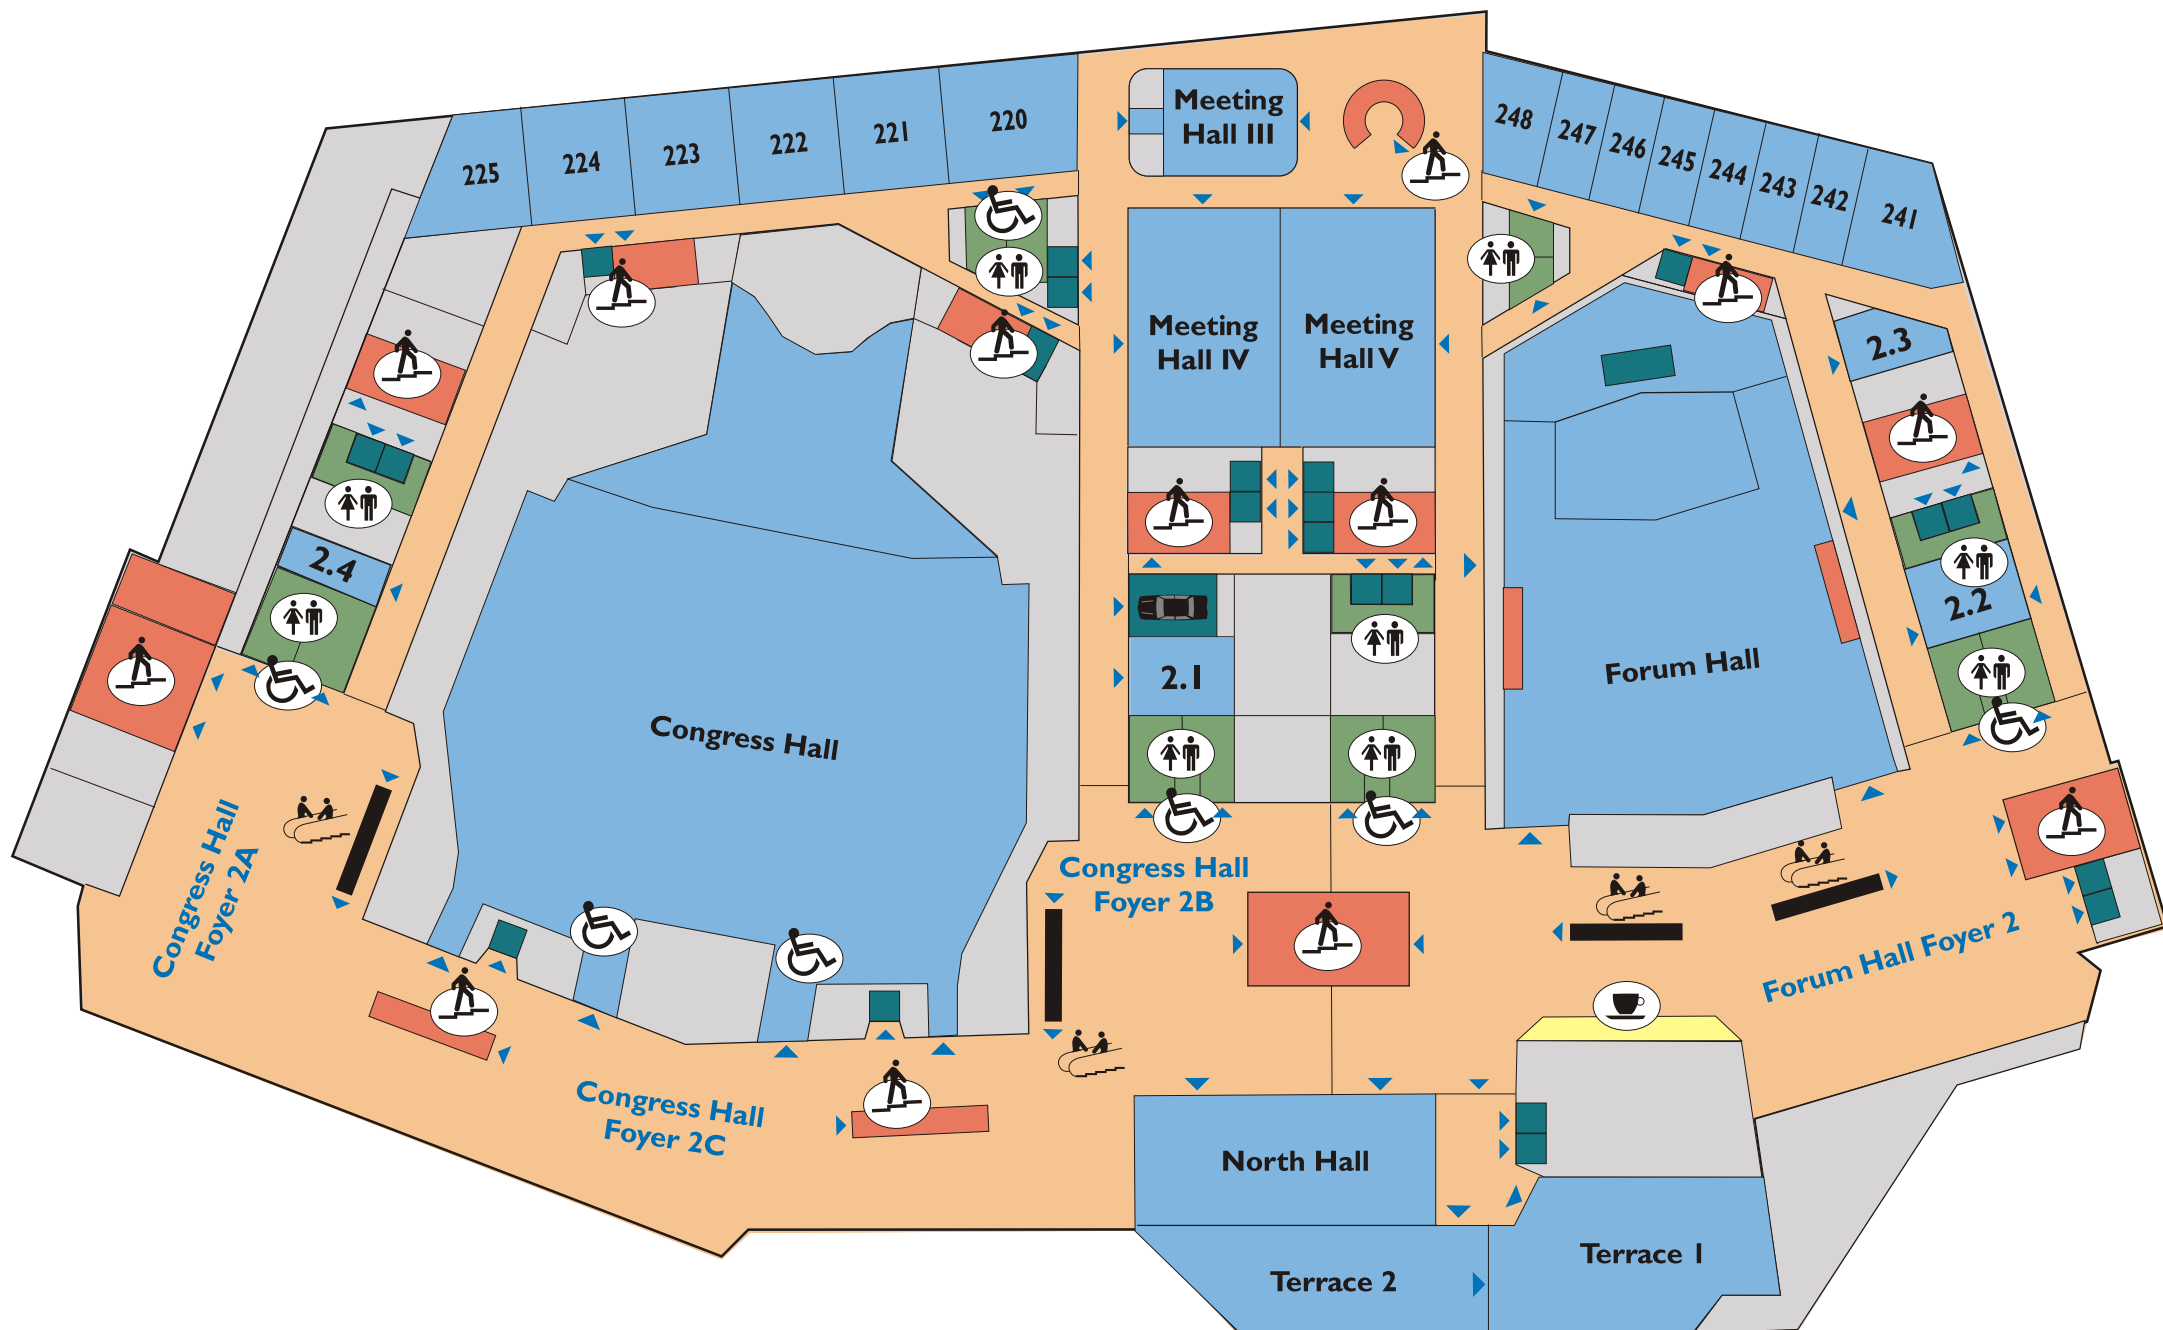 225
224
223
222
221
220
Meeting
Hall III
248
247
246
245
244
243
242
241
Meeting
Hall IV
Meeting
Hall V
2.3
2.4
2.2
2.1
Forum Hall
Congress Hall
Congress Hall
Foyer 2A
Congress Hall
Foyer 2B
Forum Hall Foyer 2
Congress Hall
Foyer 2C
North Hall
Terrace 1
Terrace 2